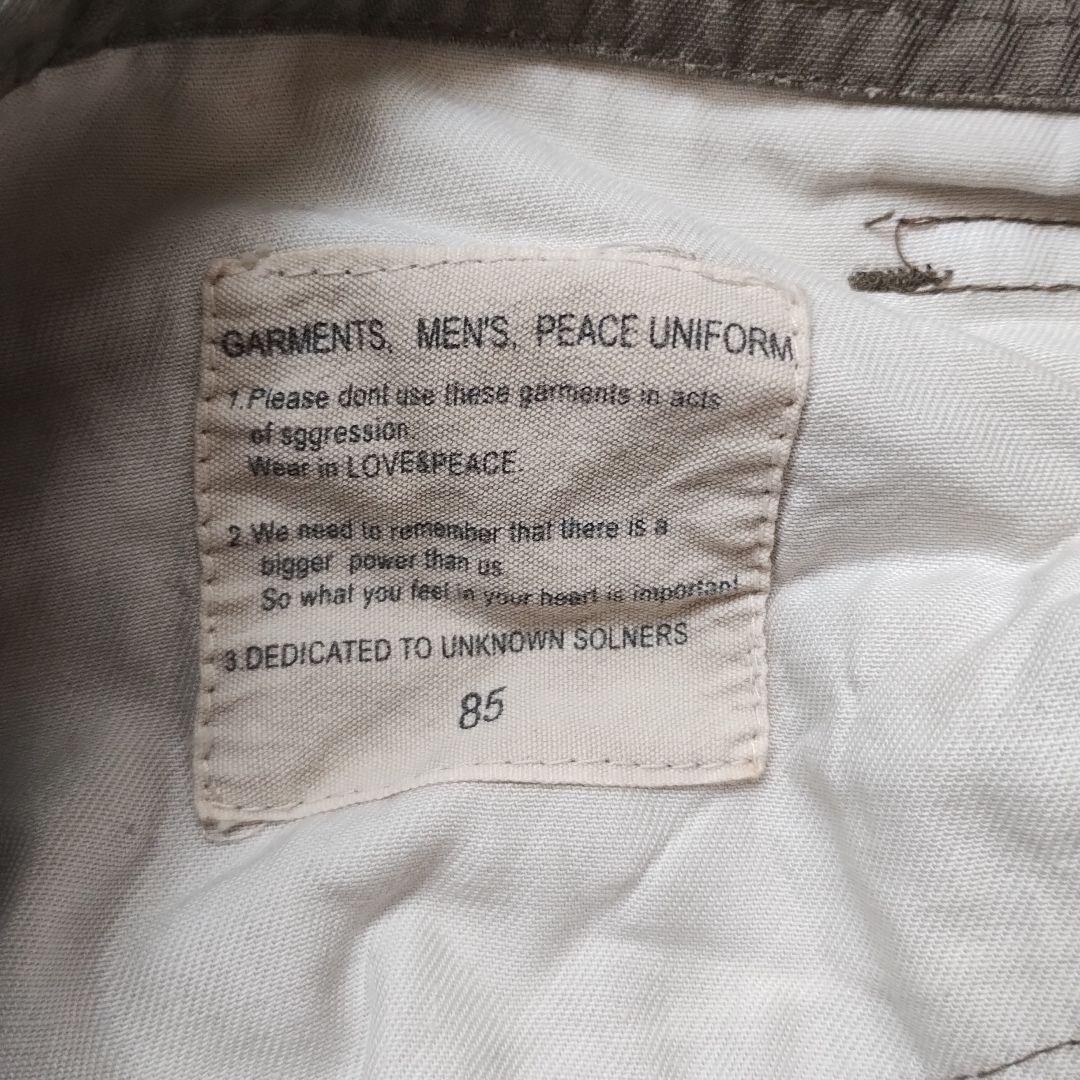 GARMENTS, MEN'S, PEACE UNIFORM
1.Please dont use these garments in acts
of sggression.
Wear in LOVE&PEACE.
2.We need to remember that there is a
bigger power than us
So what you feel in your heart is important
3.DEDICATED TO UNKNOWN SOLNERS
85